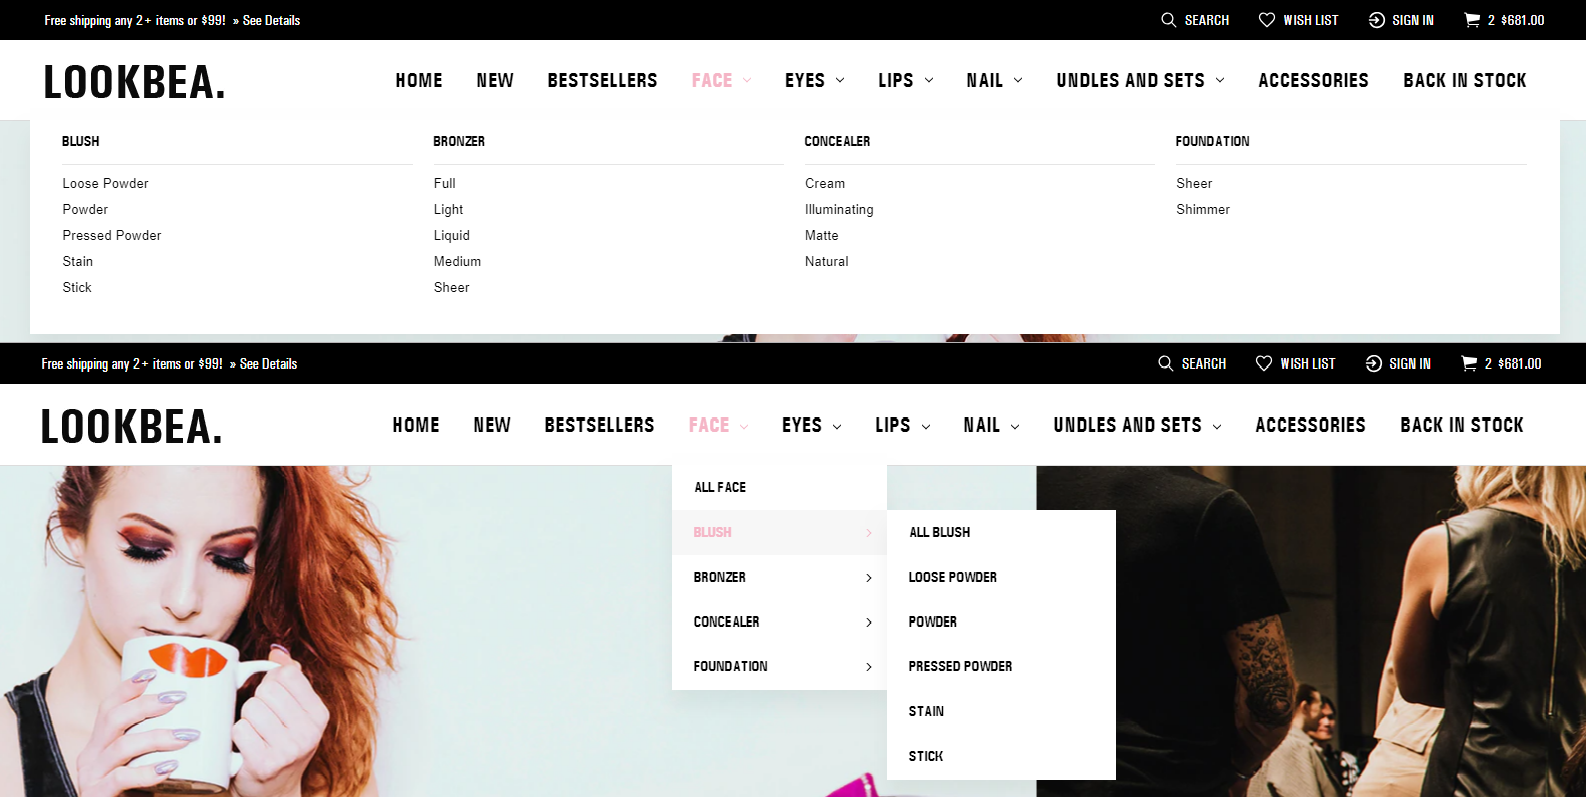 Free shipping any 2+ items or $99! » See Details SEARCH WISH LIST SIGN IN 2 $681.00
LOOKBEA. HOME NEW BESTSELLERS FACE EYES LIPS NAIL UNDLES AND SETS ACCESSORIES BACK IN STOCK
BLUSH BRONZER CONCEALER FOUNDATION
Loose Powder Full Cream Sheer
Powder Light Illuminating Shimmer
Pressed Powder Liquid Matte
Stain Medium Natural
Stick Sheer
Free shipping any 2+ items or $99! » See Details SEARCH WISH LIST SIGN IN 2 $681.00
LOOKBEA. HOME NEW BESTSELLERS FACE EYES LIPS NAIL UNDLES AND SETS ACCESSORIES BACK IN STOCK
ALL FACE
BLUSH ALL BLUSH
BRONZER LOOSE POWDER
CONCEALER POWDER
FOUNDATION PRESSED POWDER
STAIN
STICK